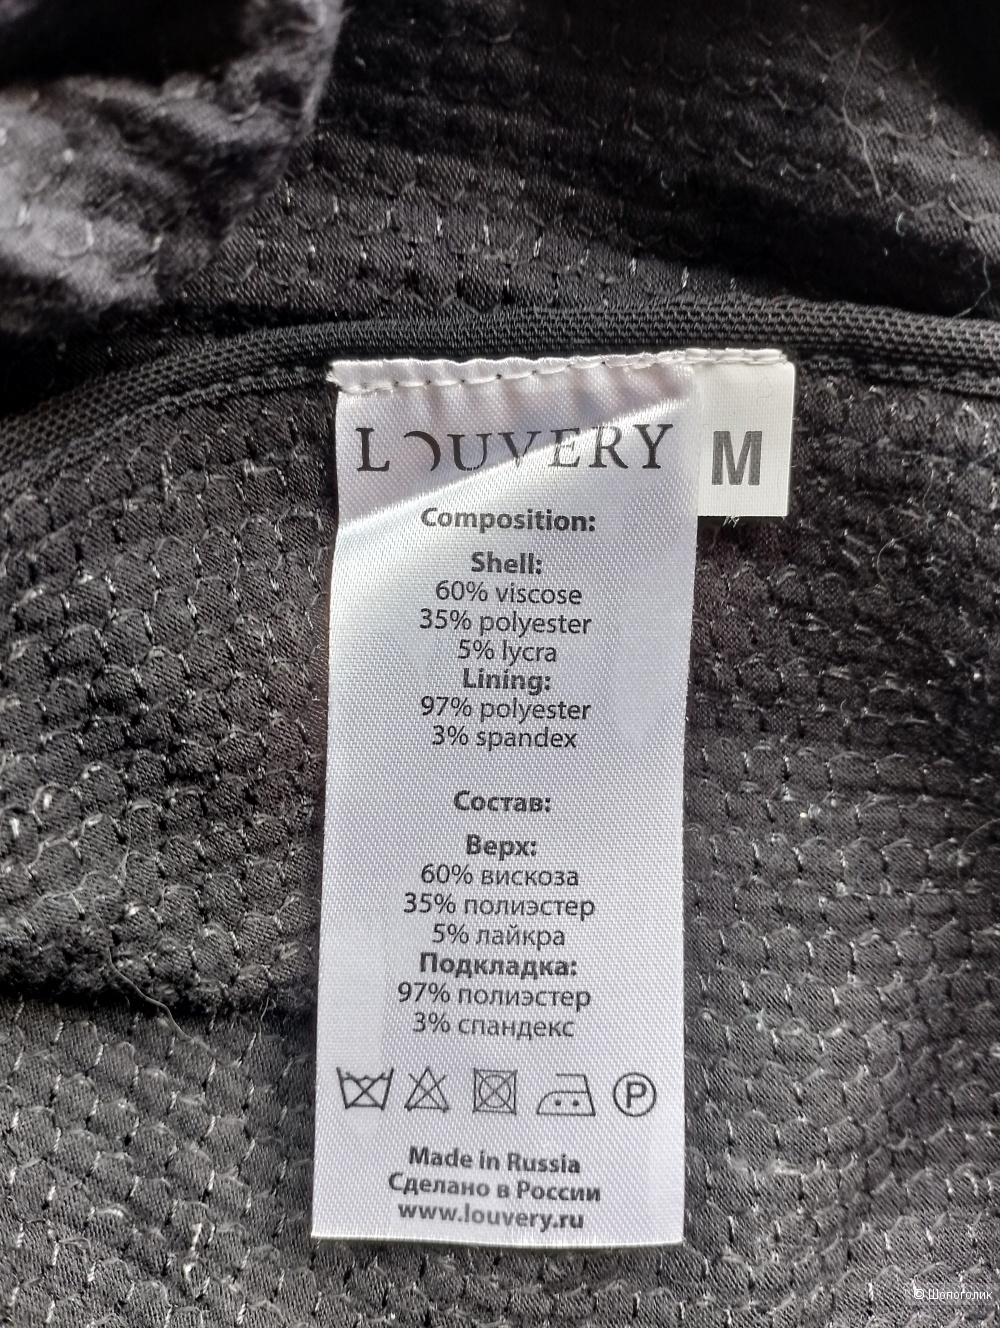 LOUVERY
M
Composition:
Shell:
60% viscose
35% polyester
5% lycra
Lining:
97% polyester
3% spandex
Состав:
Верх:
60% вискоза
35% полиэстер
5% лайкра
Подкладка:
97% полиэстер
3% спандекс
P
Made in Russia
Сделано в России
www.louvery.ru
© Шопоголик